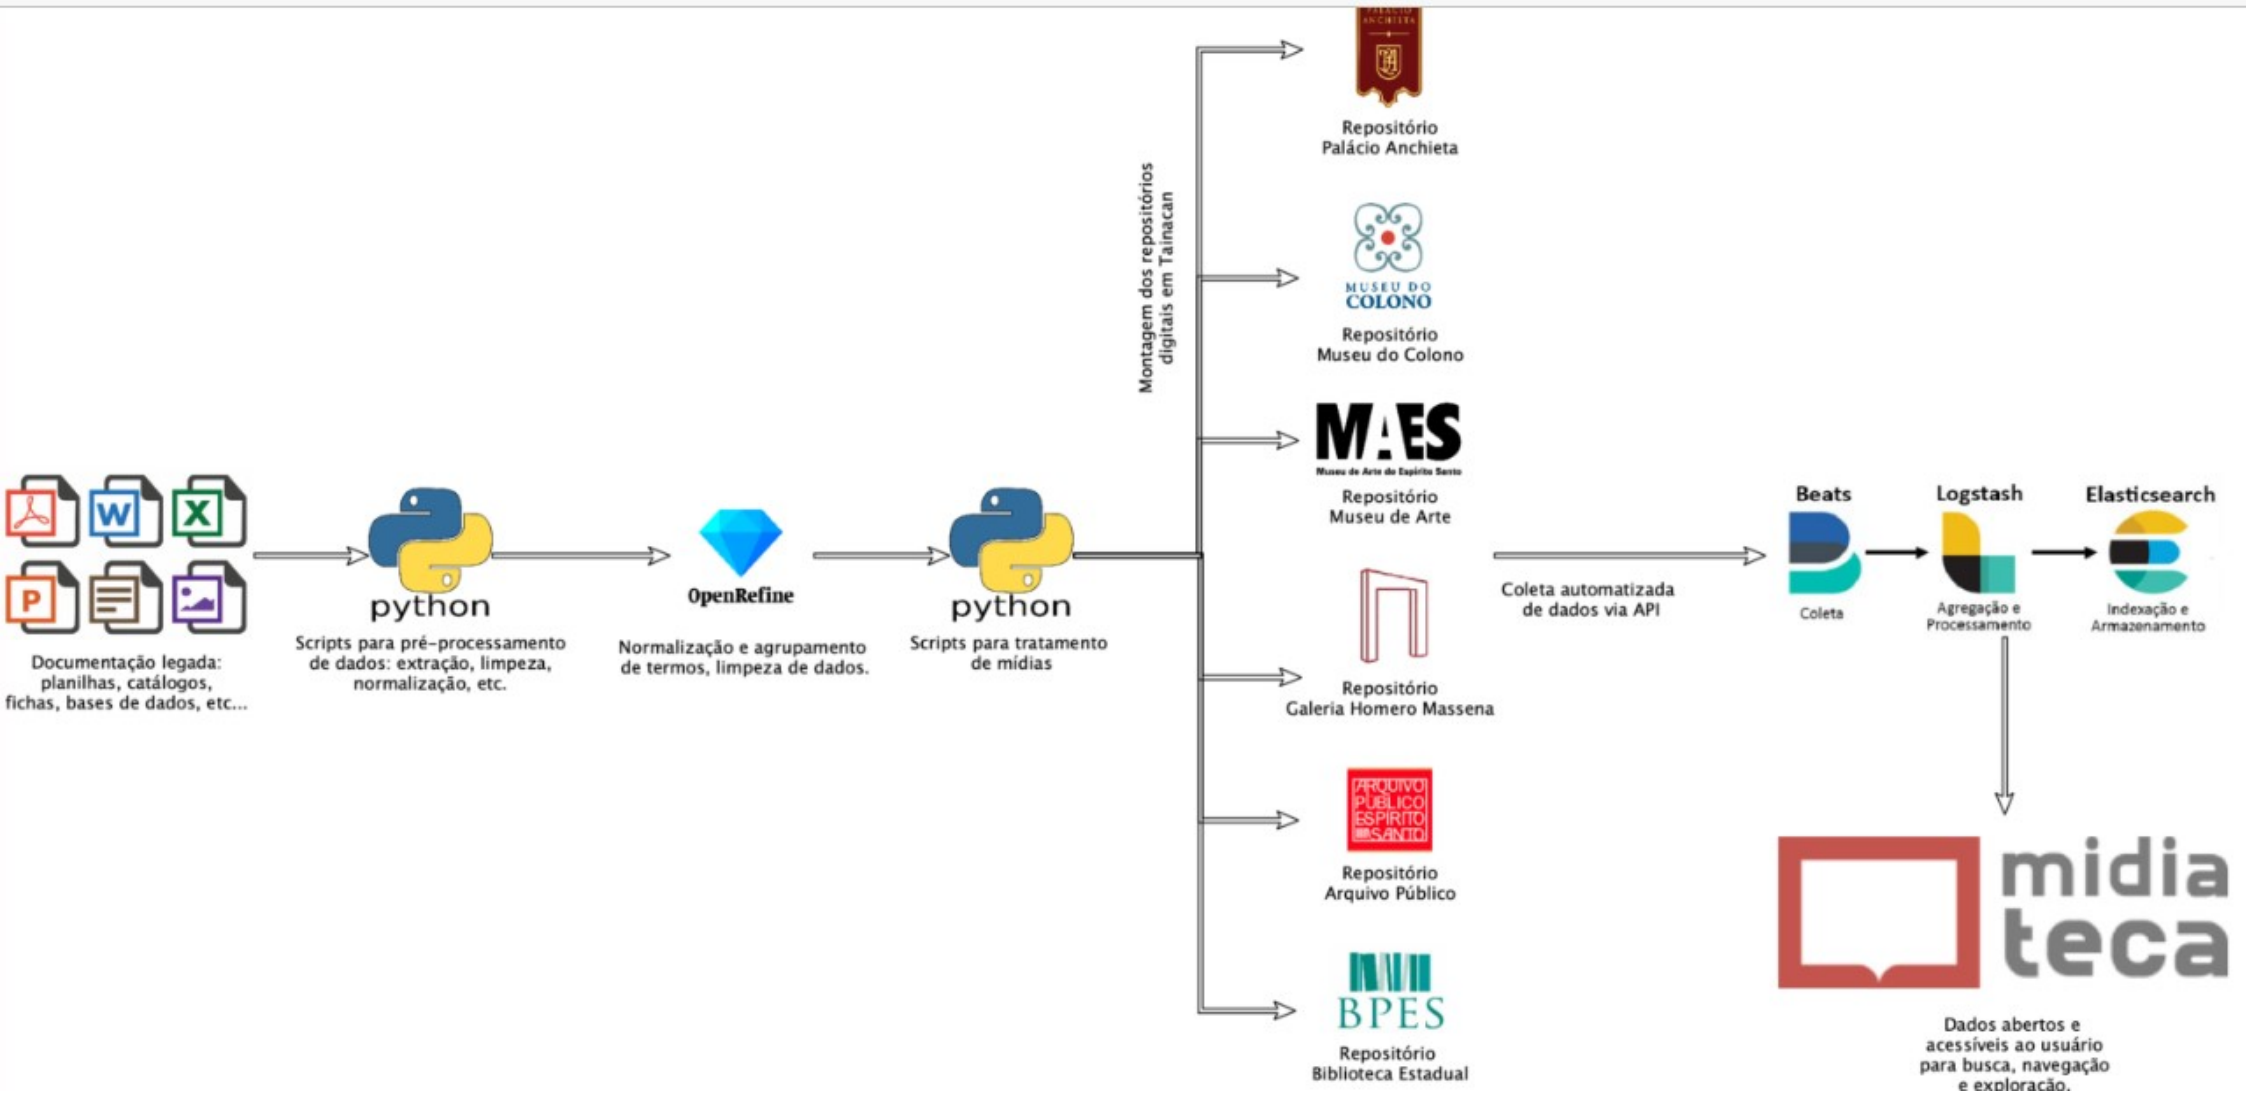 PALÁCIO
ANCHIETA
Repositório
Palácio Anchieta
Montagem dos repositórios
digitais em Tainacan
MUSEU DO
COLONO
Repositório
Museu do Colono
MAES
Museu de Arte do Espírito Santo
Repositório
Museu de Arte
W
X
P
Documentação legada:
planilhas, catálogos,
fichas, bases de dados, etc...
python
Scripts para pré-processamento
de dados: extração, limpeza,
normalização, etc.
OpenRefine
Normalização e agrupamento
de termos, limpeza de dados.
python
Scripts para tratamento
de mídias
Repositório
Galeria Homero Massena
ARQUIVO
PUBLICO
ESPIRITO
SANTO
Repositório
Arquivo Público
BPES
Repositório
Biblioteca Estadual
Coleta automatizada
de dados via API
Beats
Coleta
Logstash
Agregação e
Processamento
Elasticsearch
Indexação e
Armazenamento
midia
teca
Dados abertos e
acessíveis ao usuário
para busca, navegação
e exploração.